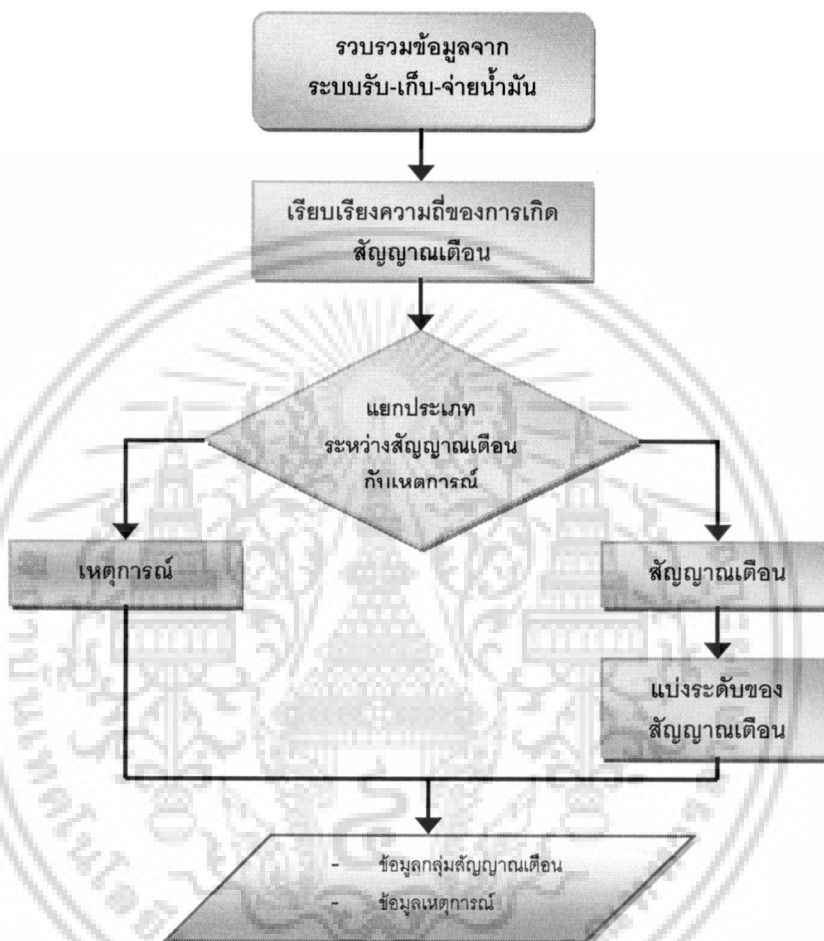 รวบรวมข้อมูลจาก
ระบบรับ-เก็บ-จ่ายน้ำมัน
เรียบเรียงความถี่ของการเกิด
สัญญาณเตือน
แยกประเภท
ระหว่างสัญญาณเตือน
กับเหตุการณ์
เหตุการณ์
สัญญาณเตือน
แบ่งระดับของ
สัญญาณเตือน
- ข้อมูลกลุ่มสัญญาณเตือน
- ข้อมูลเหตุการณ์